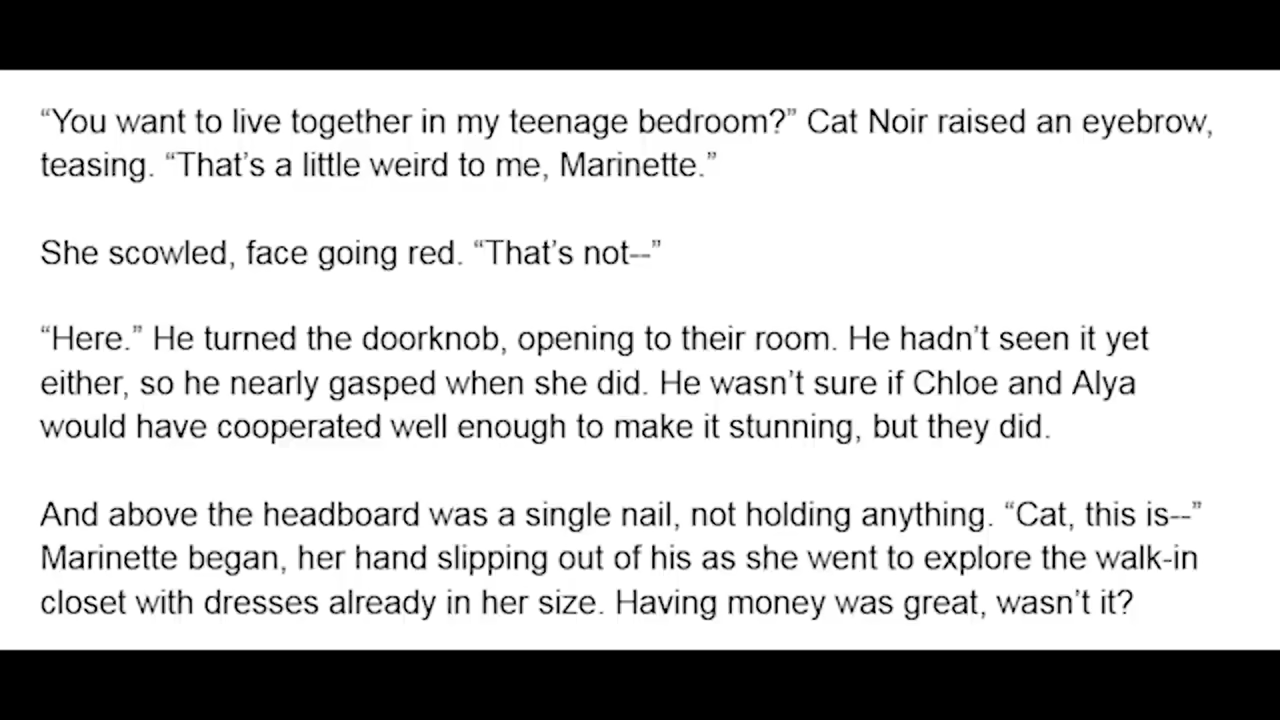 “You want to live together in my teenage bedroom?” Cat Noir raised an eyebrow,
teasing. “That’s a little weird to me, Marinette.”
She scowled, face going red. “That’s not--”
“Here.” He turned the doorknob, opening to their room. He hadn’t seen it yet
either, so he nearly gasped when she did. He wasn’t sure if Chloe and Alya
would have cooperated well enough to make it stunning, but they did.
And above the headboard was a single nail, not holding anything. “Cat, this is--”
Marinette began, her hand slipping out of his as she went to explore the walk-in
closet with dresses already in her size. Having money was great, wasn’t it?